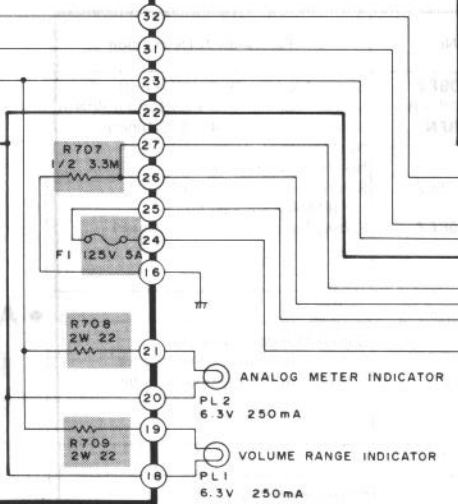 32
31
23
22
R707
1/2 3.3M
27
26
25
24
F1 125V 5A
16
R708
2W 22
21
ANALOG METER INDICATOR
20
PL2
6.3V 250mA
19
R709
2W 22
VOLUME RANGE INDICATOR
18
PL1
6.3V 250mA